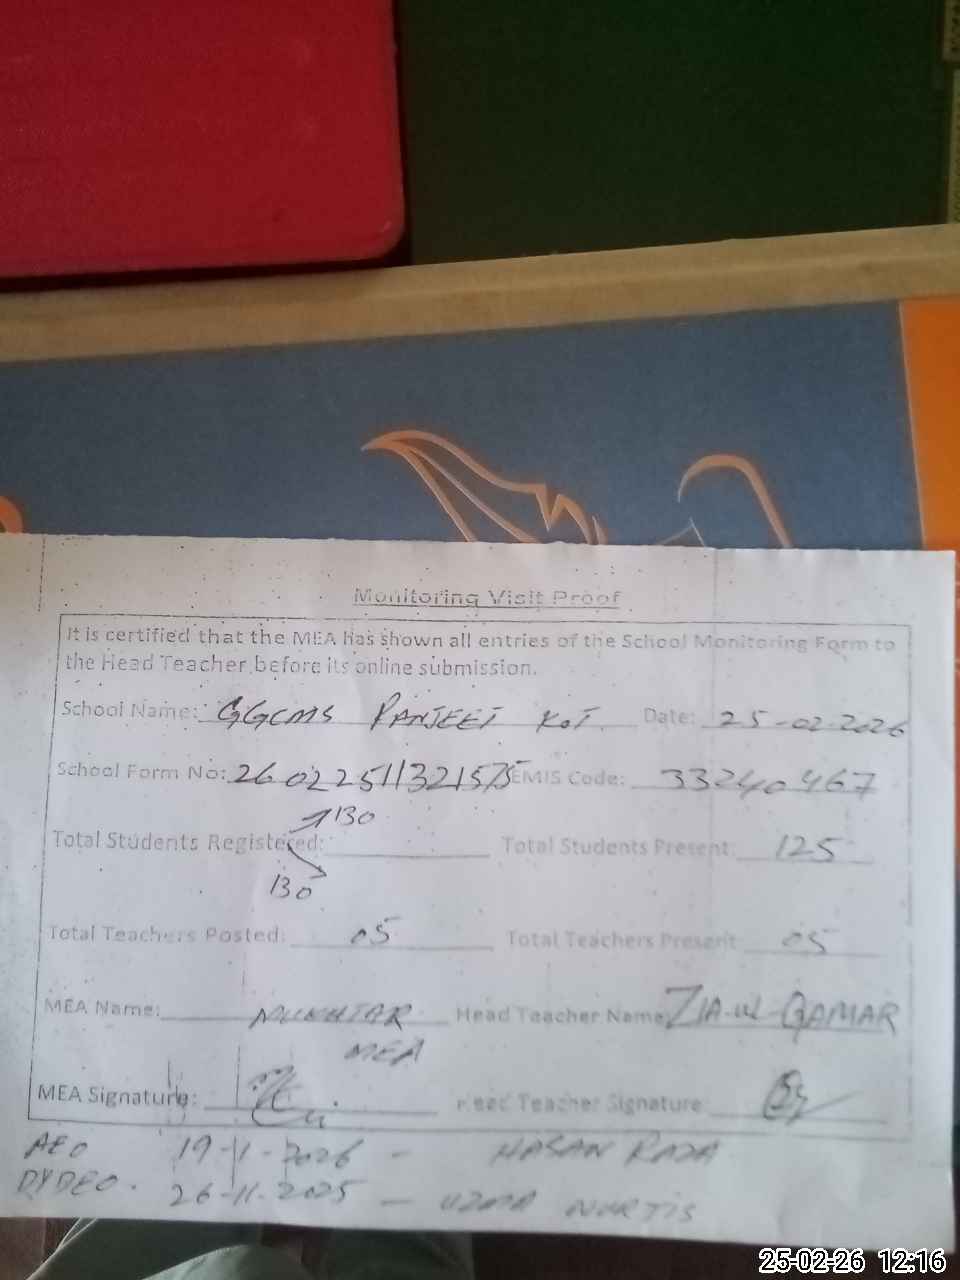 Monitoring Visit Proof
It is certified that the MEA has shown all entries of the School Monitoring Form to
the Head Teacher before its online submission.
School Name: GGCMS RANJEET KOT Date: 25-02-2026
School Form No: 26022511321575 EMIS Code: 33240467
130
Total Students Registered: Total Students Present: 125
130
Total Teachers Posted: 05 Total Teachers Present 05
MEA Name: MUKHTAR Head Teacher Name: ZIA-UL QAMAR
MEA
MEA Signature: Head Teacher Signature
AEO 19-11-2026 - HASAN RAZA
DYDEO. 26-11-2025 - UZMA
25-02-26 12:16